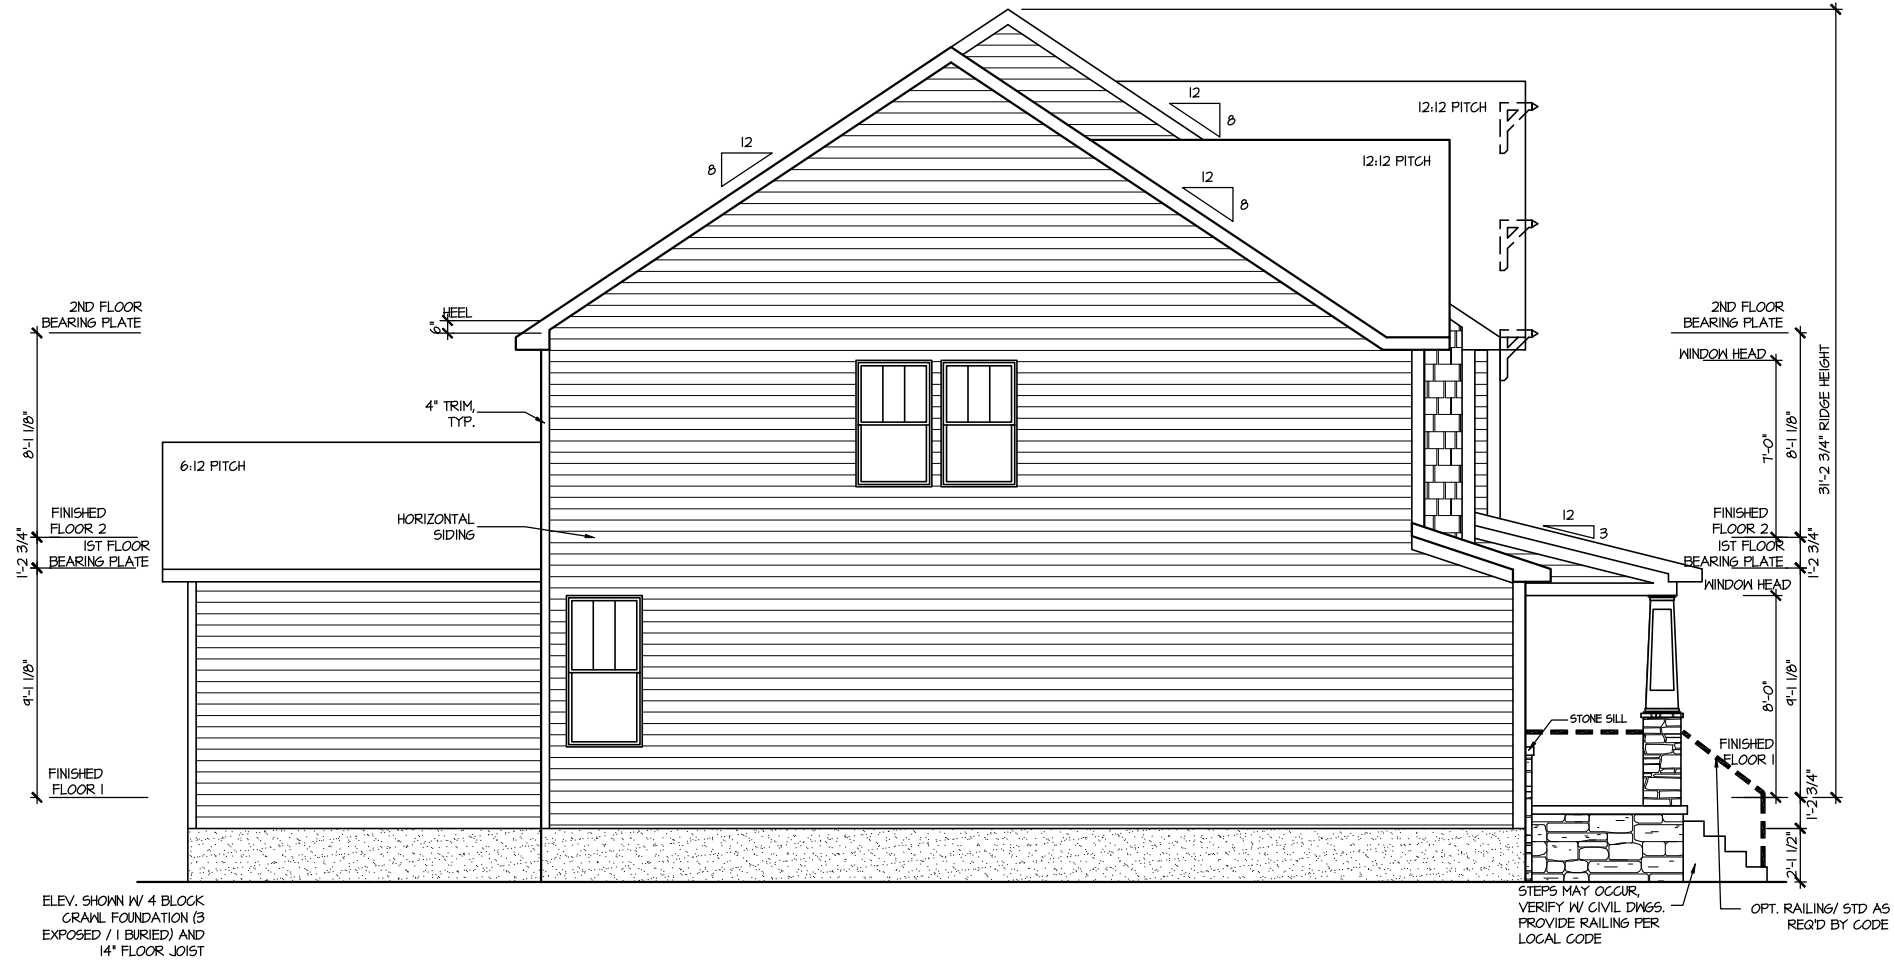 12
8
12:12 PITCH
12
8
12:12 PITCH
12
8
2ND FLOOR
BEARING PLATE
HEEL
6"
8'-1 1/8"
4" TRIM,
TYP.
6:12 PITCH
HORIZONTAL
SIDING
FINISHED
FLOOR 2
1'-2 3/4"
1ST FLOOR
BEARING PLATE
9'-1 1/8"
FINISHED
FLOOR 1
ELEV. SHOWN W/ 4 BLOCK
CRAWL FOUNDATION (3
EXPOSED / 1 BURIED) AND
14" FLOOR JOIST
2ND FLOOR
BEARING PLATE
WINDOW HEAD
7'-0"
8'-1 1/8"
31'-2 3/4" RIDGE HEIGHT
12
3
FINISHED
FLOOR 2
1ST FLOOR
BEARING PLATE
1'-2 3/4"
WINDOW HEAD
8'-0"
9'-1 1/8"
STONE SILL
FINISHED
FLOOR 1
1'-2 3/4"
2'-1 1/2"
STEPS MAY OCCUR,
VERIFY W/ CIVIL DWGS.
PROVIDE RAILING PER
LOCAL CODE
OPT. RAILING/ STD AS
REQ'D BY CODE